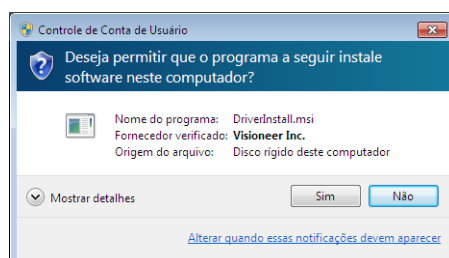 Controle de Conta de Usuário
Deseja permitir que o programa a seguir instale
software neste computador?
Nome do programa: DriverInstall.msi
Fornecedor verificado: Visioneer Inc.
Origem do arquivo: Disco rígido deste computador
Mostrar detalhes Sim Não
Alterar quando essas notificações devem aparecer